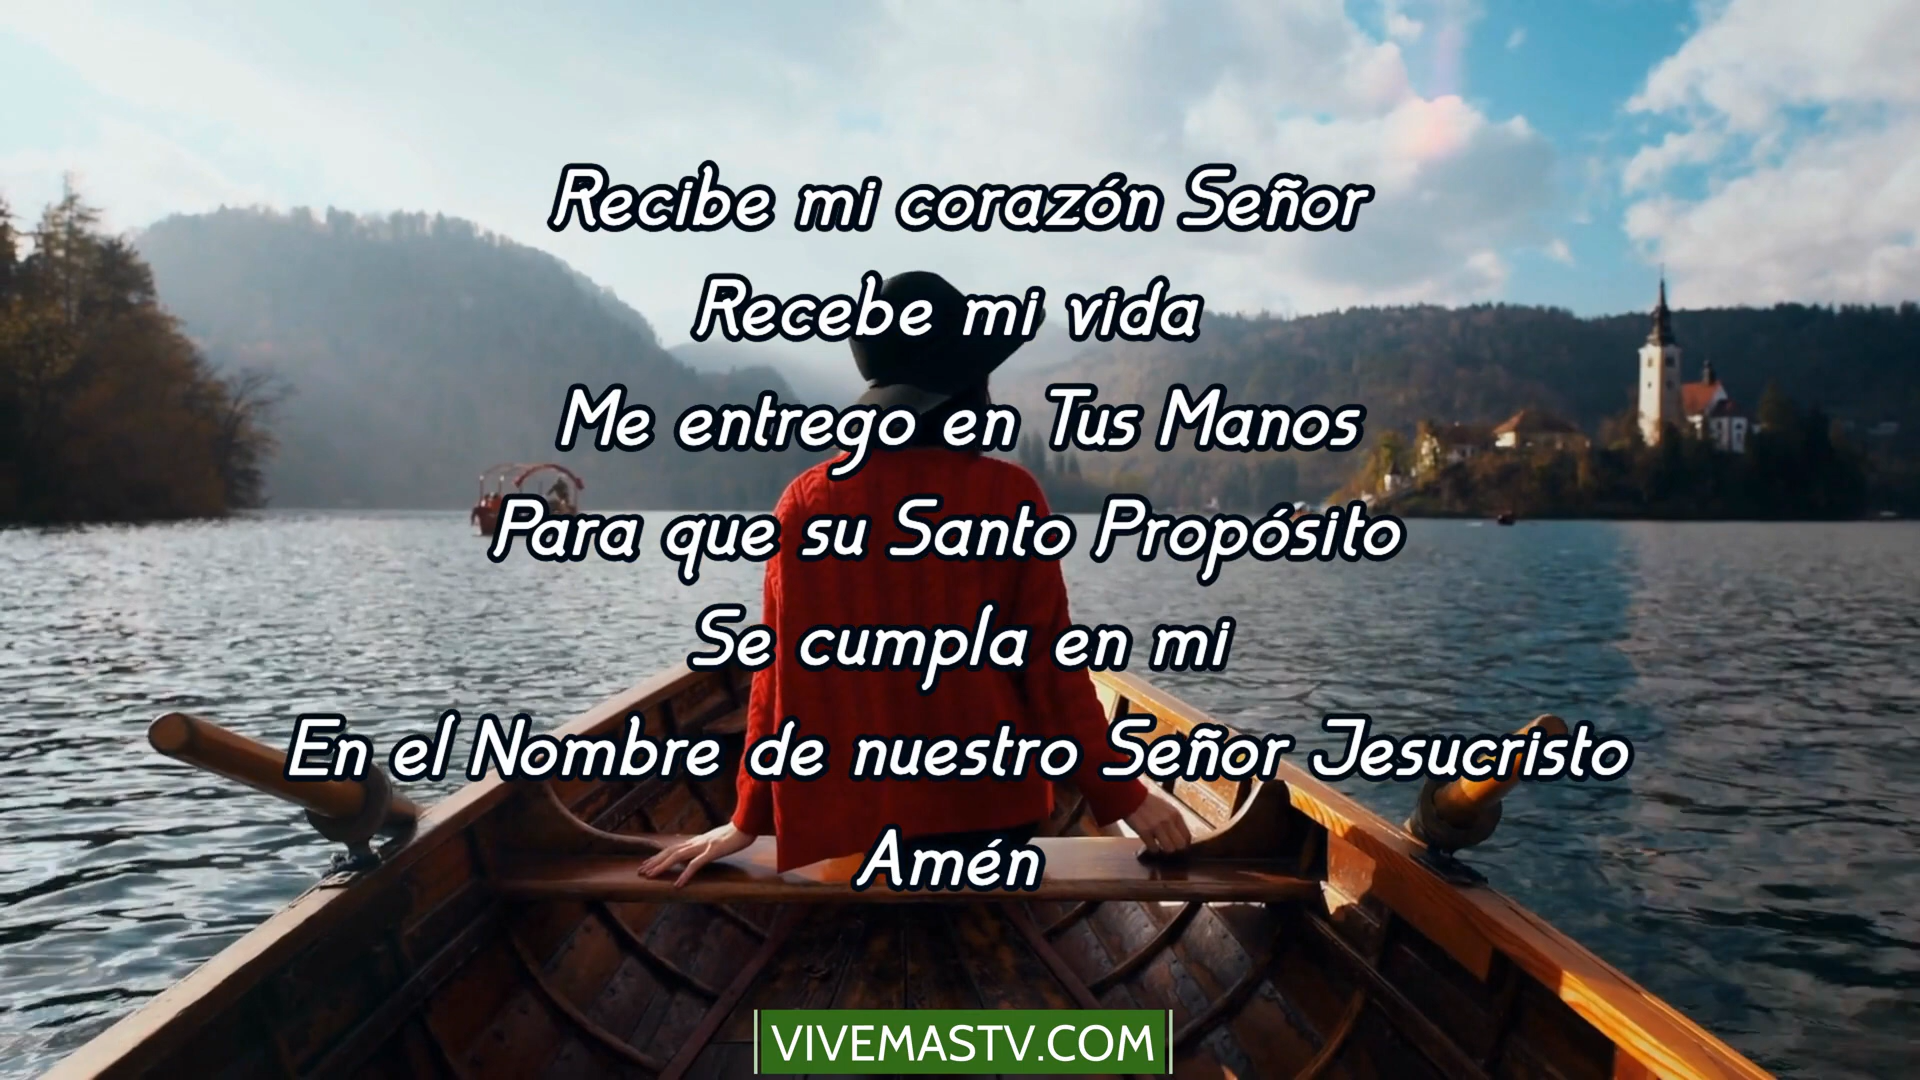 Recibe mi corazón Señor
Recebe mi vida
Me entrego en Tus Manos
Para que su Santo Propósito
Se cumpla en mi
En el Nombre de nuestro Señor Jesucristo
Amén
VIVEMASTV.COM